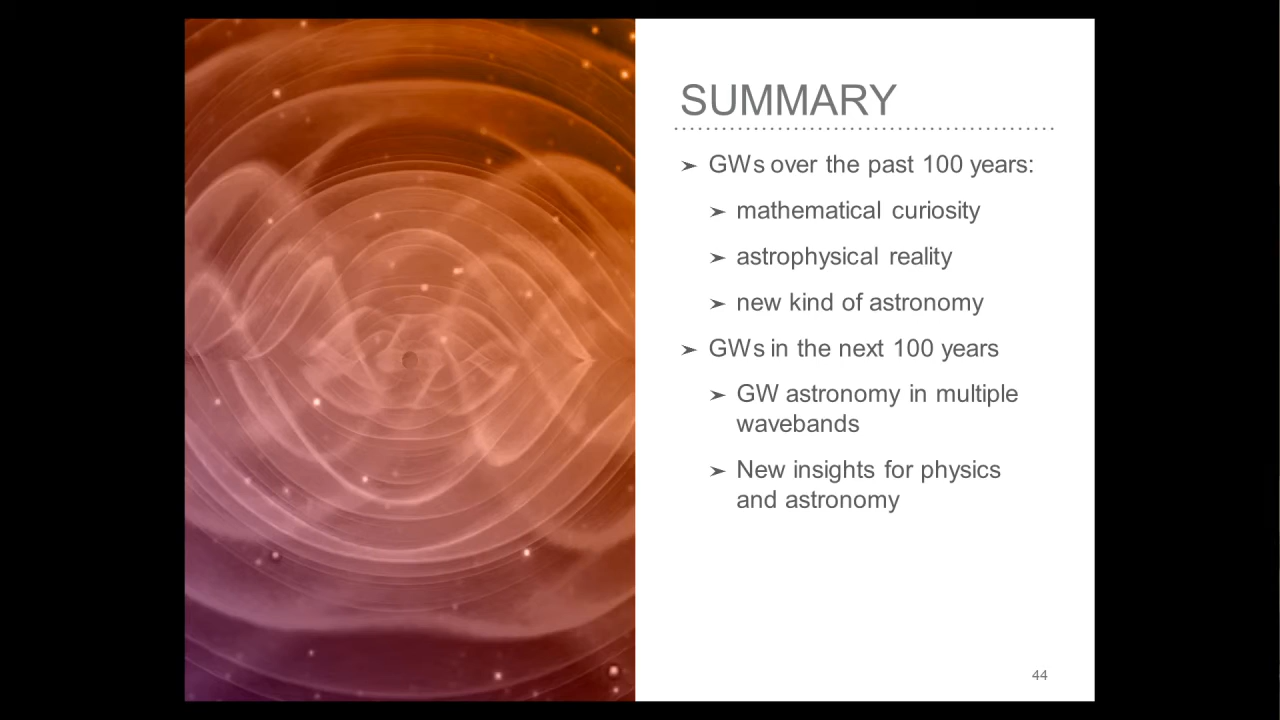 SUMMARY
➤ GWs over the past 100 years:
➤ mathematical curiosity
➤ astrophysical reality
➤ new kind of astronomy
➤ GWs in the next 100 years
➤ GW astronomy in multiple
wavebands
➤ New insights for physics
and astronomy
44